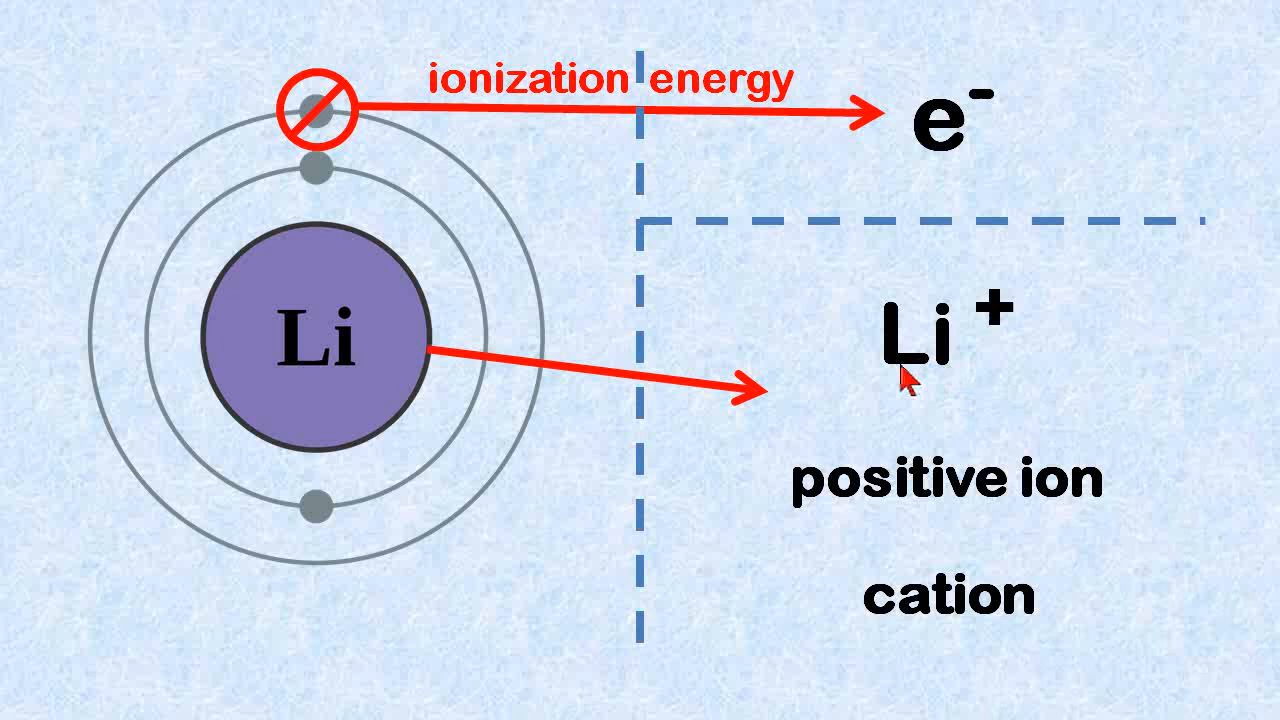 ionization energy
e-
Li
Li +
positive ion
cation